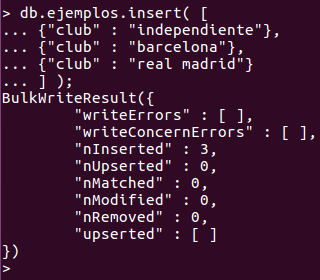 > db.ejemplos.insert( [
... {"club" : "independiente"},
... {"club" : "barcelona"},
... {"club" : "real madrid"}
... ] );
BulkWriteResult({
        "writeErrors" : [ ],
        "writeConcernErrors" : [ ],
        "nInserted" : 3,
        "nUpserted" : 0,
        "nMatched" : 0,
        "nModified" : 0,
        "nRemoved" : 0,
        "upserted" : [ ]
})
>